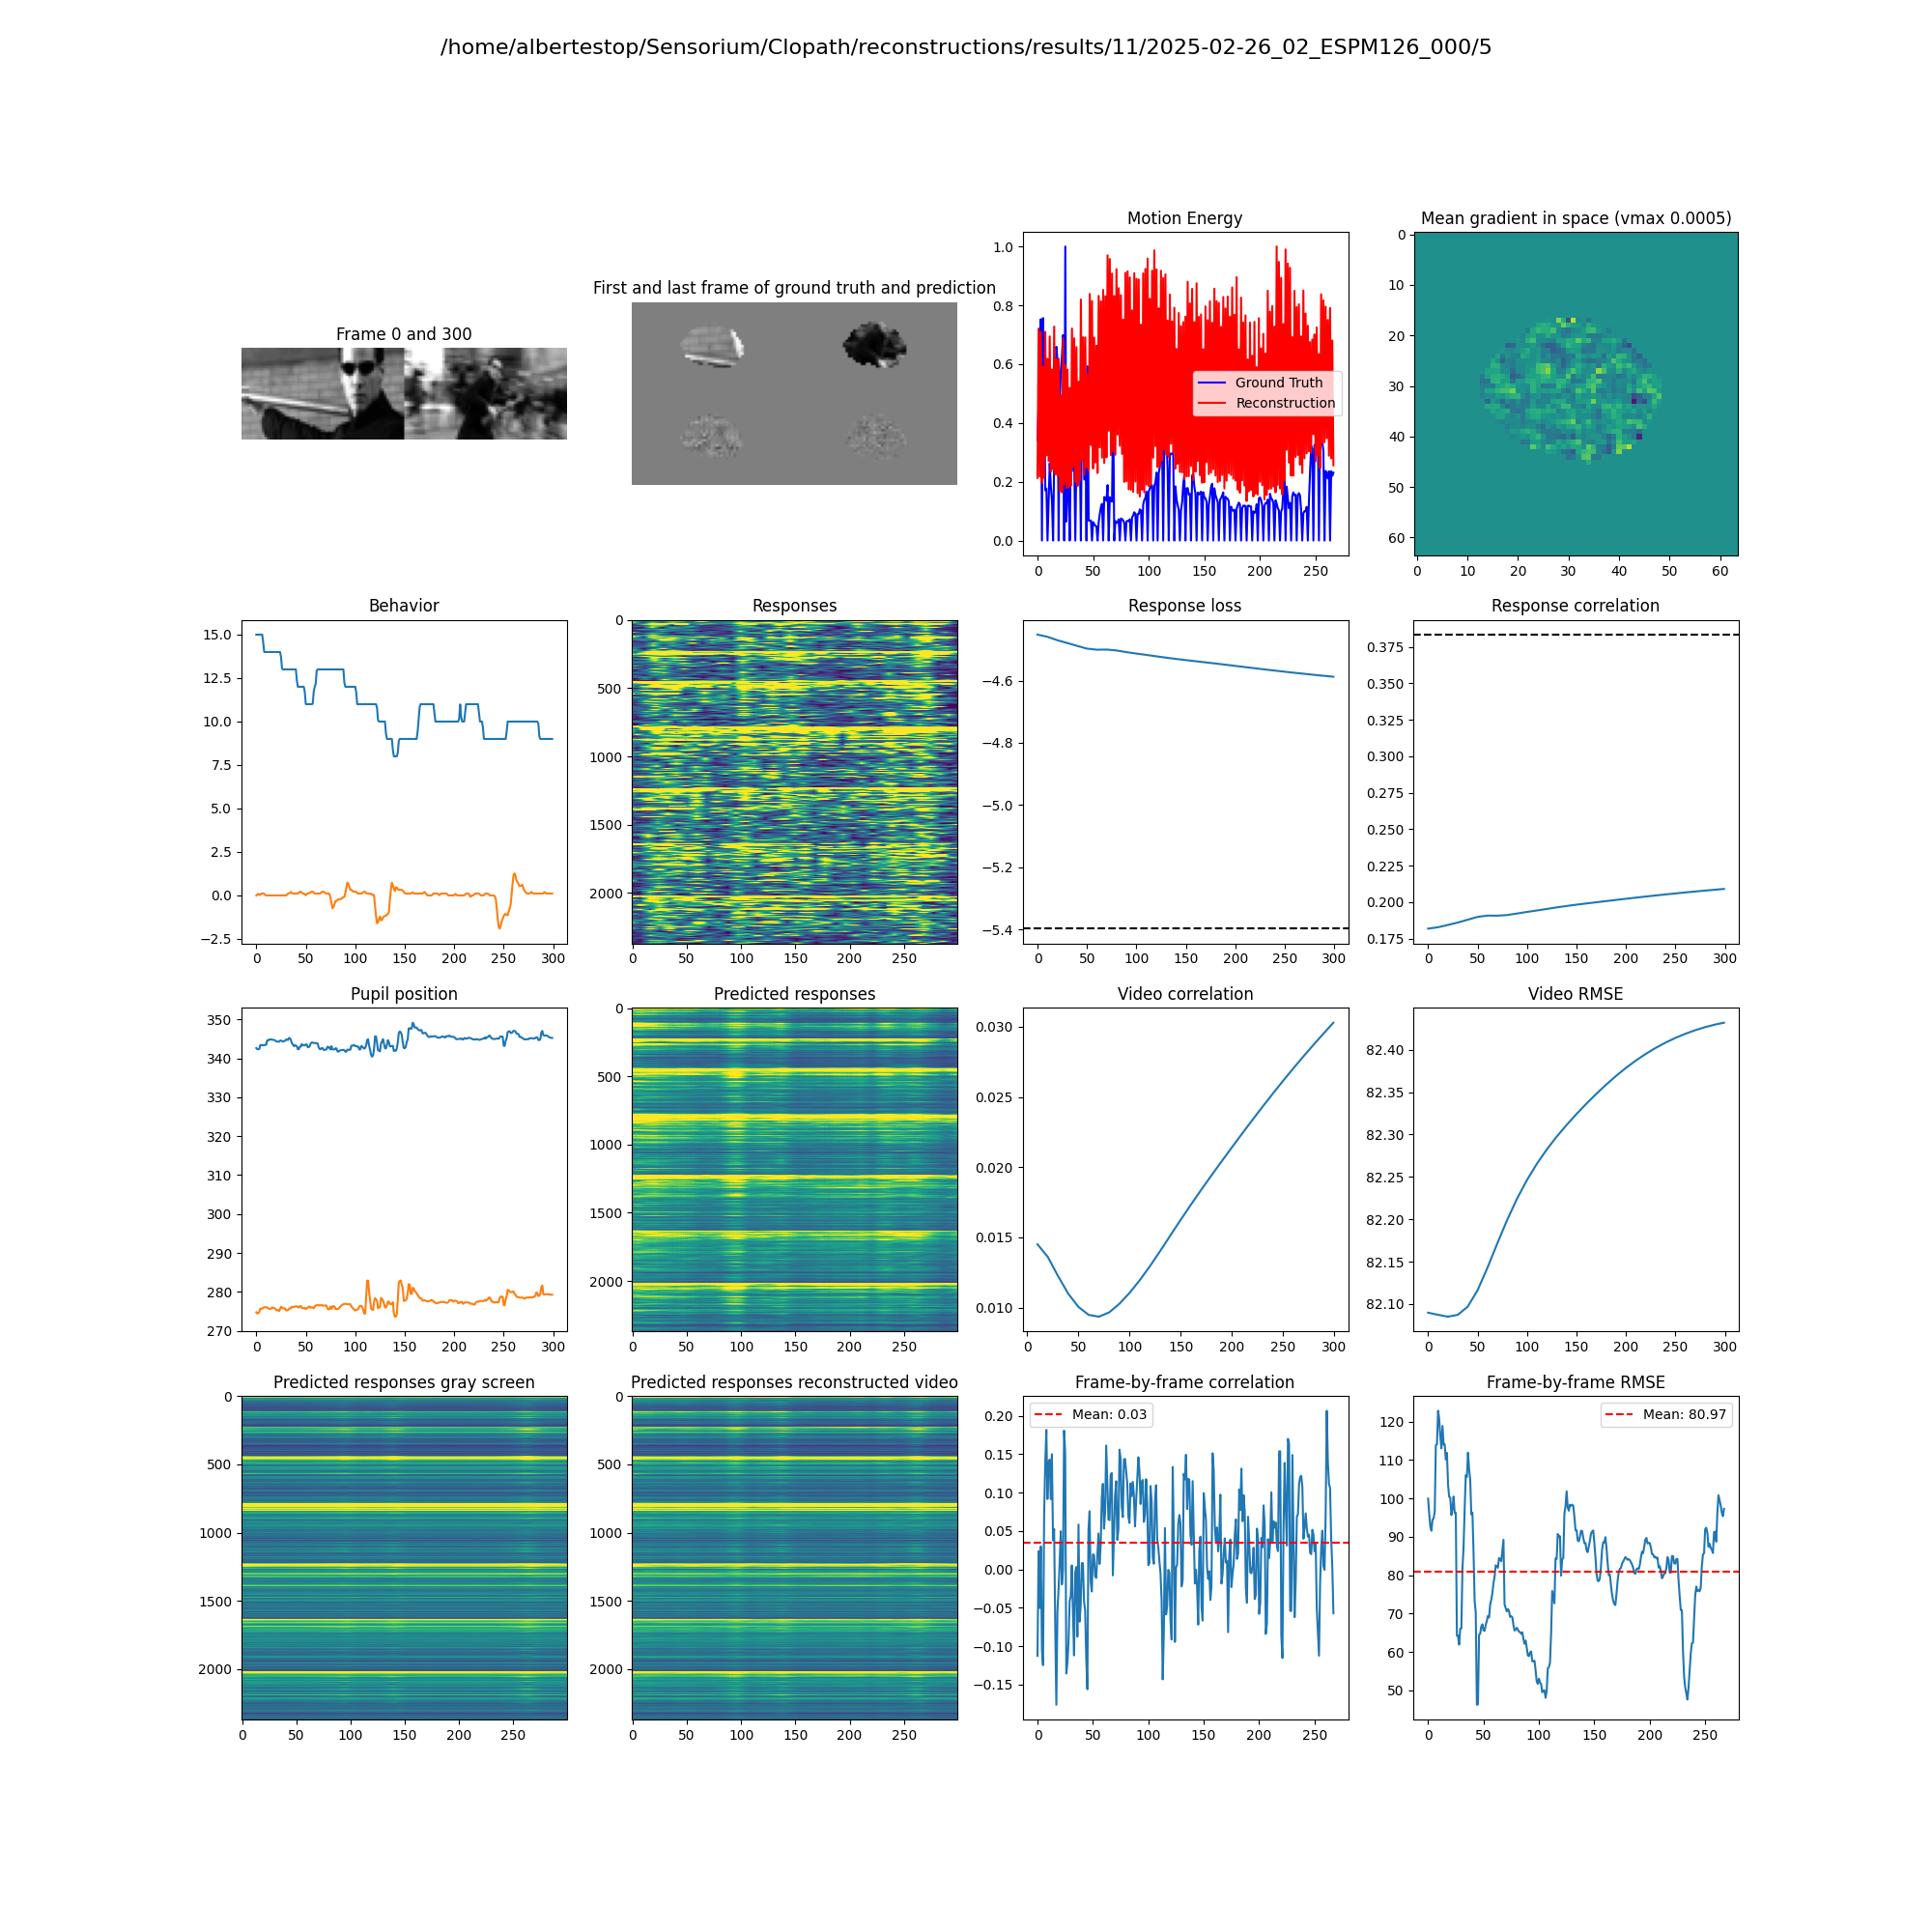 /home/albertestop/Sensorium/Clopath/reconstructions/results/11/2025-02-26_02_ESPM126_000/5
Frame 0 and 300
First and last frame of ground truth and prediction
Motion Energy
1.0
0.8
0.6
0.4
0.2
0.0
0 50 100 150 200 250
Ground Truth
Reconstruction
Mean gradient in space (vmax 0.0005)
0
10
20
30
40
50
60
0 10 20 30 40 50 60
Behavior
15.0
12.5
10.0
7.5
5.0
2.5
0.0
−2.5
0 50 100 150 200 250 300
Responses
0
500
1000
1500
2000
0 50 100 150 200 250
Response loss
−4.6
−4.8
−5.0
−5.2
−5.4
0 50 100 150 200 250 300
Response correlation
0.375
0.350
0.325
0.300
0.275
0.250
0.225
0.200
0.175
0 50 100 150 200 250 300
Pupil position
350
340
330
320
310
300
290
280
270
0 50 100 150 200 250 300
Predicted responses
0
500
1000
1500
2000
0 50 100 150 200 250
Video correlation
0.030
0.025
0.020
0.015
0.010
0 50 100 150 200 250 300
Video RMSE
82.40
82.35
82.30
82.25
82.20
82.15
82.10
0 50 100 150 200 250 300
Predicted responses gray screen
0
500
1000
1500
2000
0 50 100 150 200 250
Predicted responses reconstructed video
0
500
1000
1500
2000
0 50 100 150 200 250
Frame-by-frame correlation
Mean: 0.03
0.20
0.15
0.10
0.05
0.00
−0.05
−0.10
−0.15
0 50 100 150 200 250
Frame-by-frame RMSE
Mean: 80.97
120
110
100
90
80
70
60
50
0 50 100 150 200 250